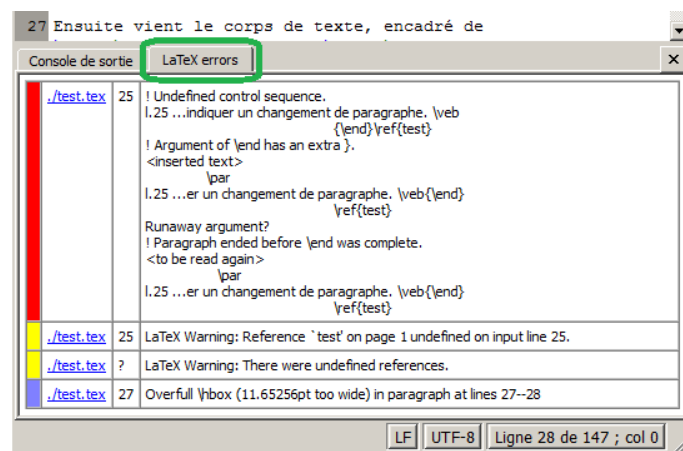 27 Ensuite vient le corps de texte, encadré de
Console de sortie LaTeX errors
./test.tex 25 ! Undefined control sequence.
l.25 ...indiquer un changement de paragraphe. \veb
{\end}\ref{test}
! Argument of \end has an extra }.
<inserted text>
\par
l.25 ...er un changement de paragraphe. \veb{\end}
\ref{test}
Runaway argument?
! Paragraph ended before \end was complete.
<to be read again>
\par
l.25 ...er un changement de paragraphe. \veb{\end}
\ref{test}
./test.tex 25 LaTeX Warning: Reference `test' on page 1 undefined on input line 25.
./test.tex ? LaTeX Warning: There were undefined references.
./test.tex 27 Overfull \hbox (11.65256pt too wide) in paragraph at lines 27--28
LF UTF-8 Ligne 28 de 147 ; col 0